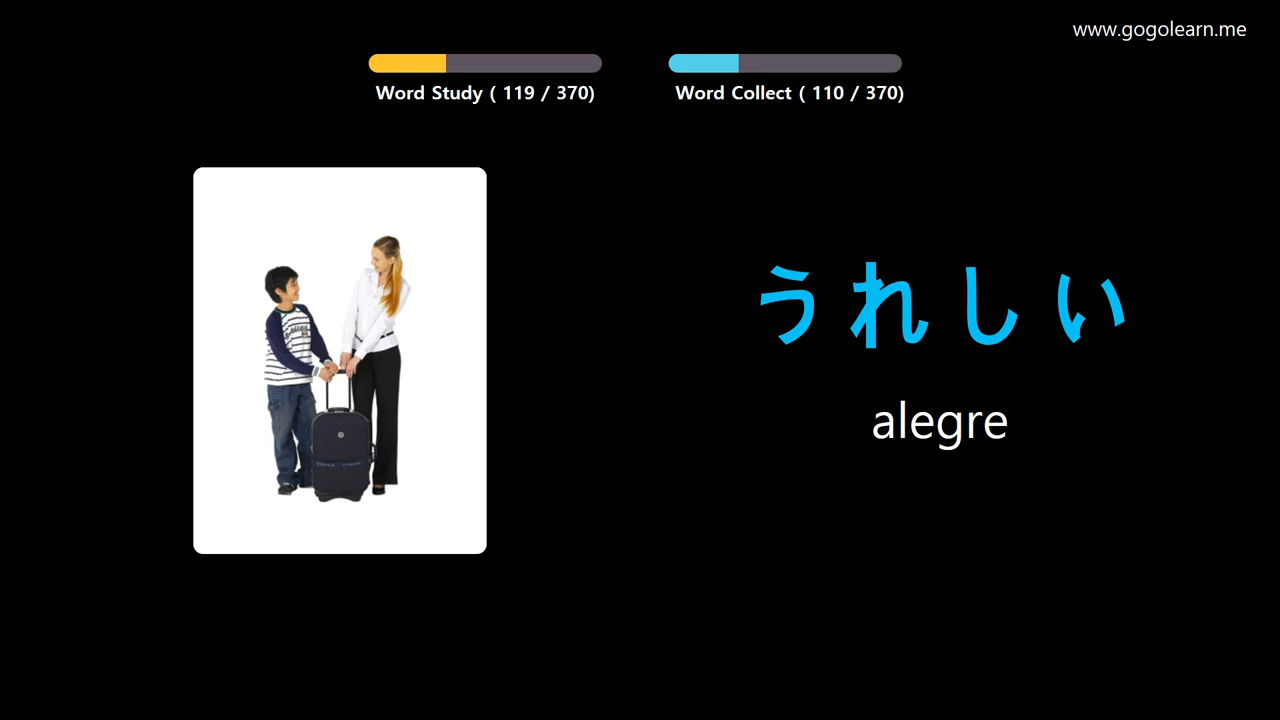 www.gogolearn.me
Word Study ( 119 / 370)
Word Collect ( 110 / 370)
うれしい
alegre